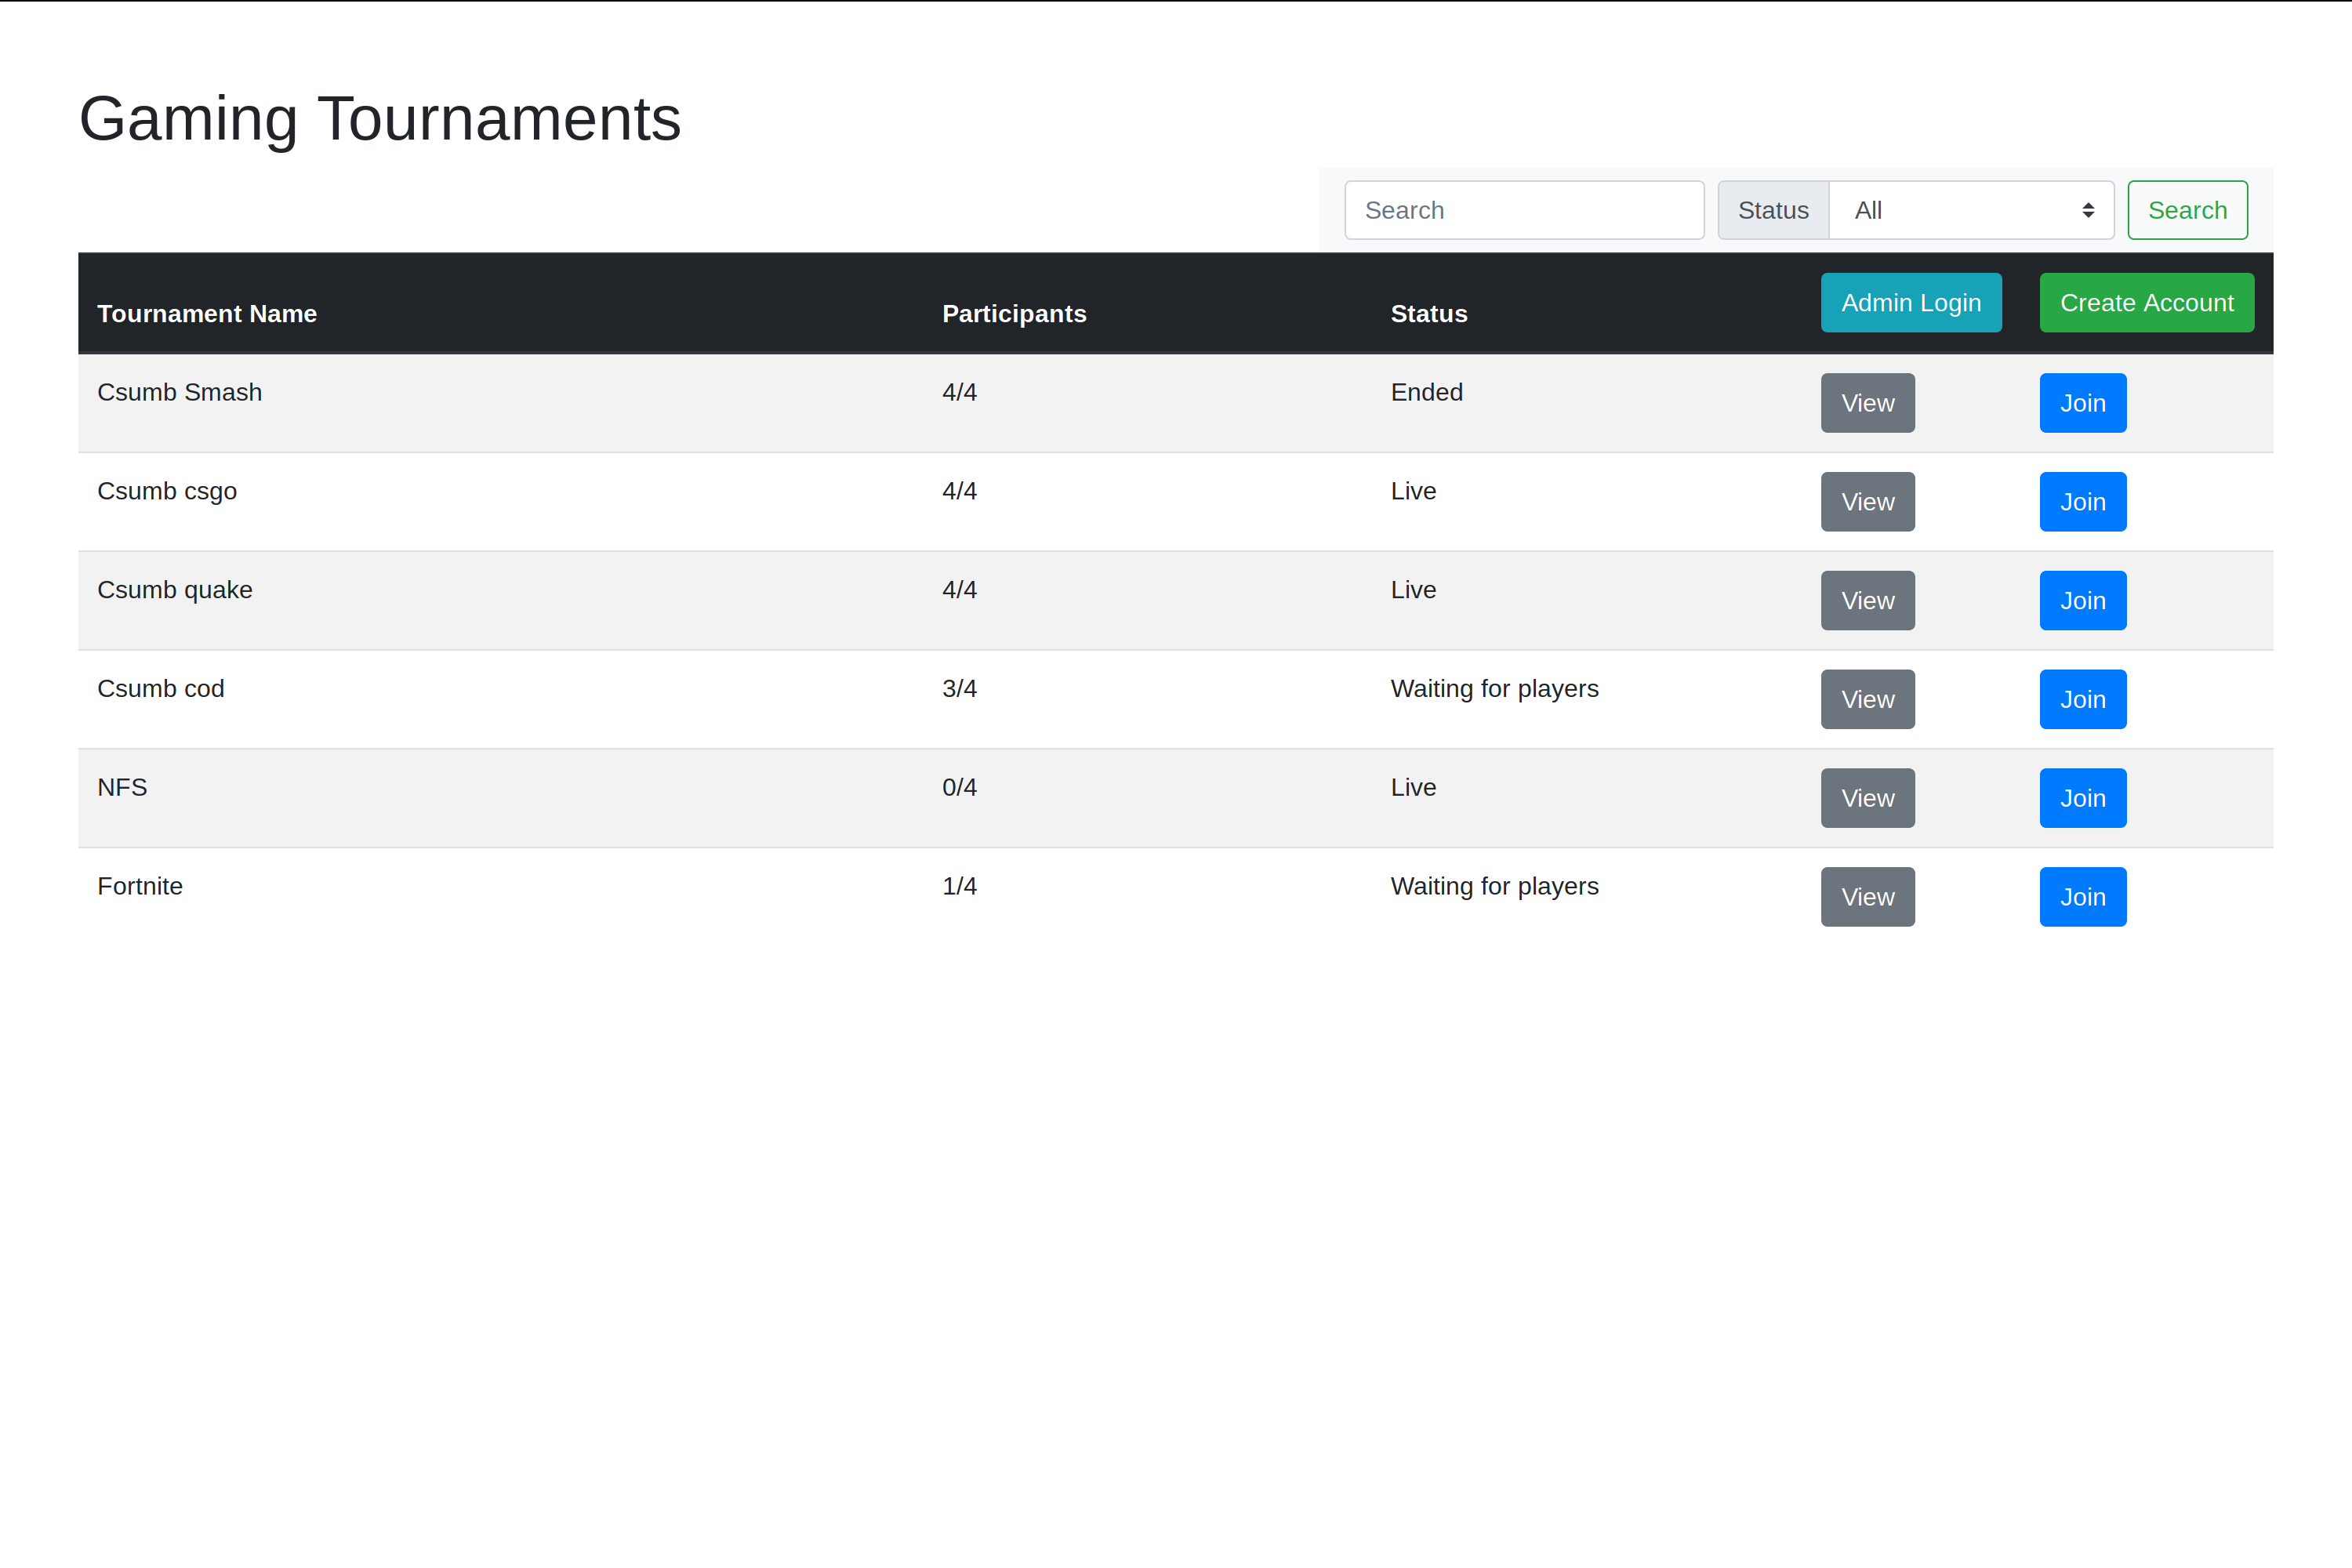 Gaming Tournaments
Search Status All Search
Tournament Name Participants Status Admin Login Create Account
Csumb Smash 4/4 Ended View Join
Csumb csgo 4/4 Live View Join
Csumb quake 4/4 Live View Join
Csumb cod 3/4 Waiting for players View Join
NFS 0/4 Live View Join
Fortnite 1/4 Waiting for players View Join